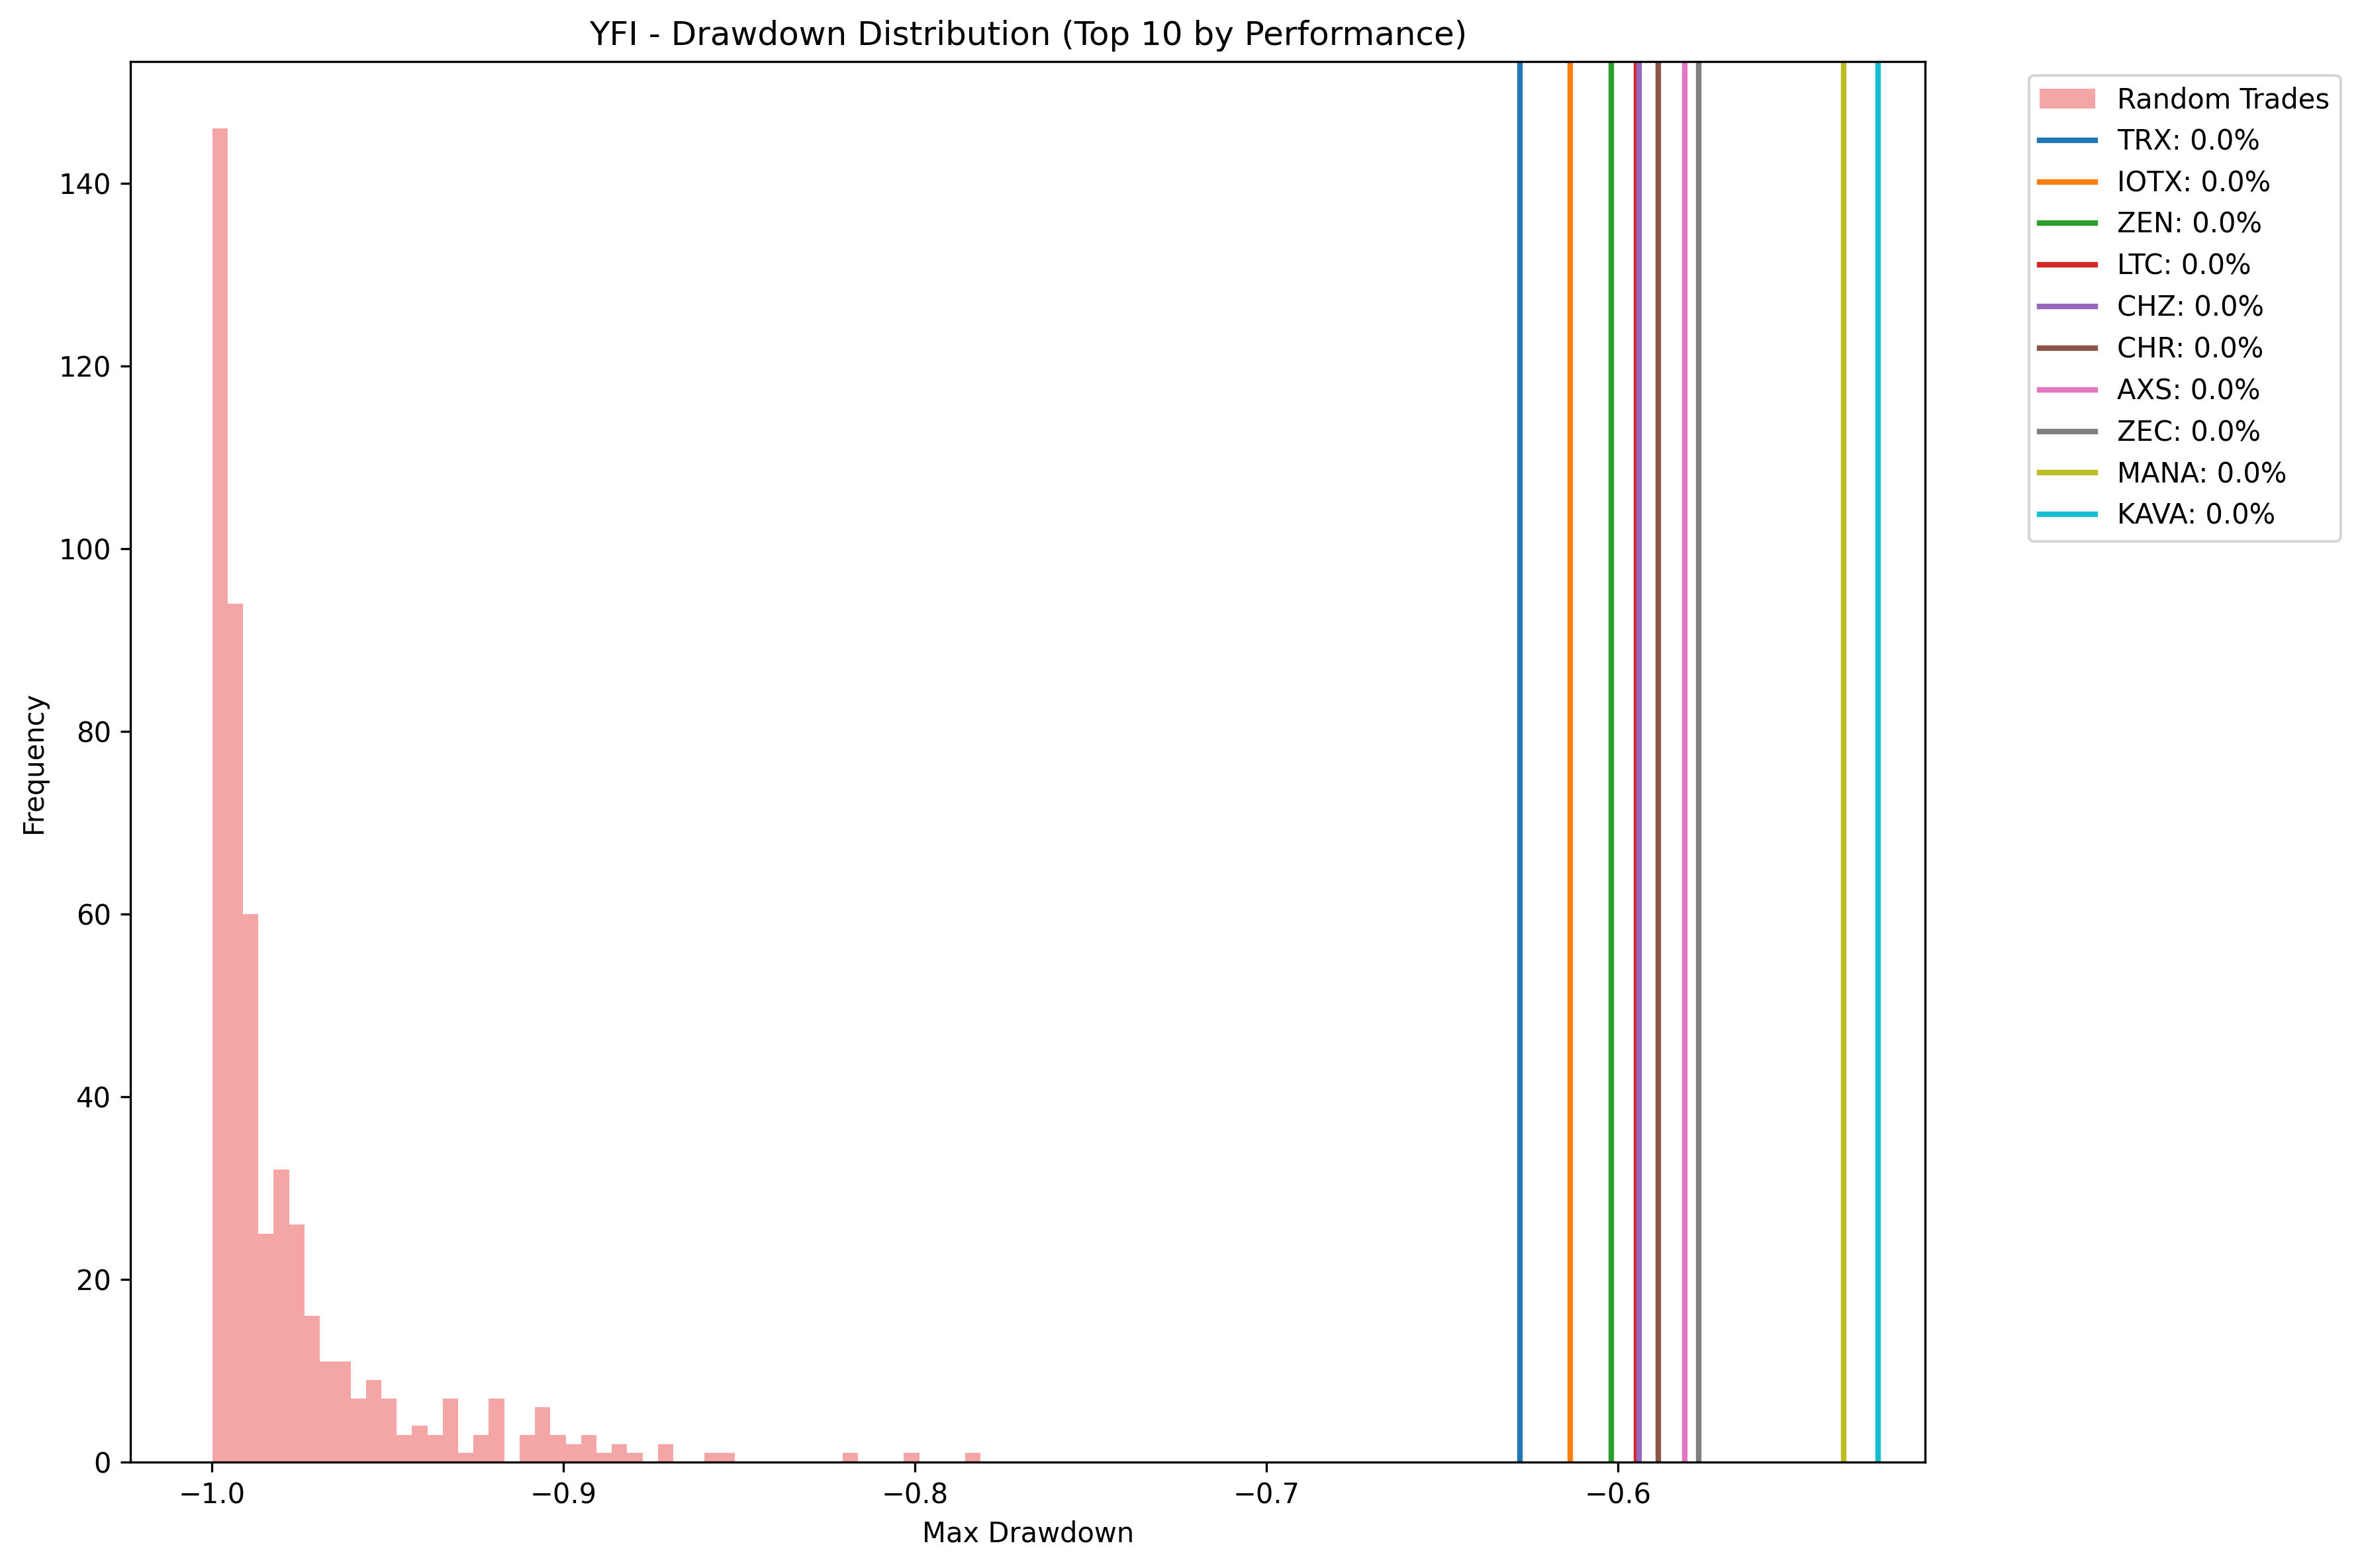 YFI - Drawdown Distribution (Top 10 by Performance)
Random Trades
TRX: 0.0%
IOTX: 0.0%
ZEN: 0.0%
LTC: 0.0%
CHZ: 0.0%
CHR: 0.0%
AXS: 0.0%
ZEC: 0.0%
MANA: 0.0%
KAVA: 0.0%
Frequency
140
120
100
80
60
40
20
0
−1.0 −0.9 −0.8 −0.7 −0.6
Max Drawdown